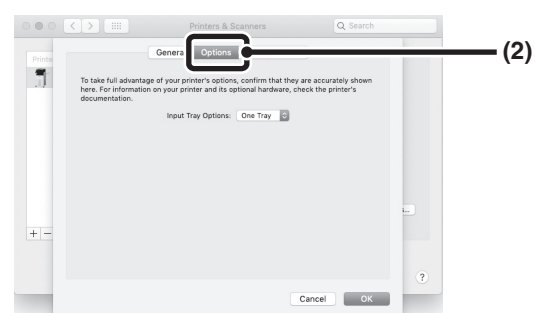 Printers & Scanners
Search
Printe
Genera
Options
(2)
To take full advantage of your printer's options, confirm that they are accurately shown
here. For information on your printer and its optional hardware, check the printer's
documentation.
Input Tray Options: One Tray
s...
+ −
?
Cancel
OK